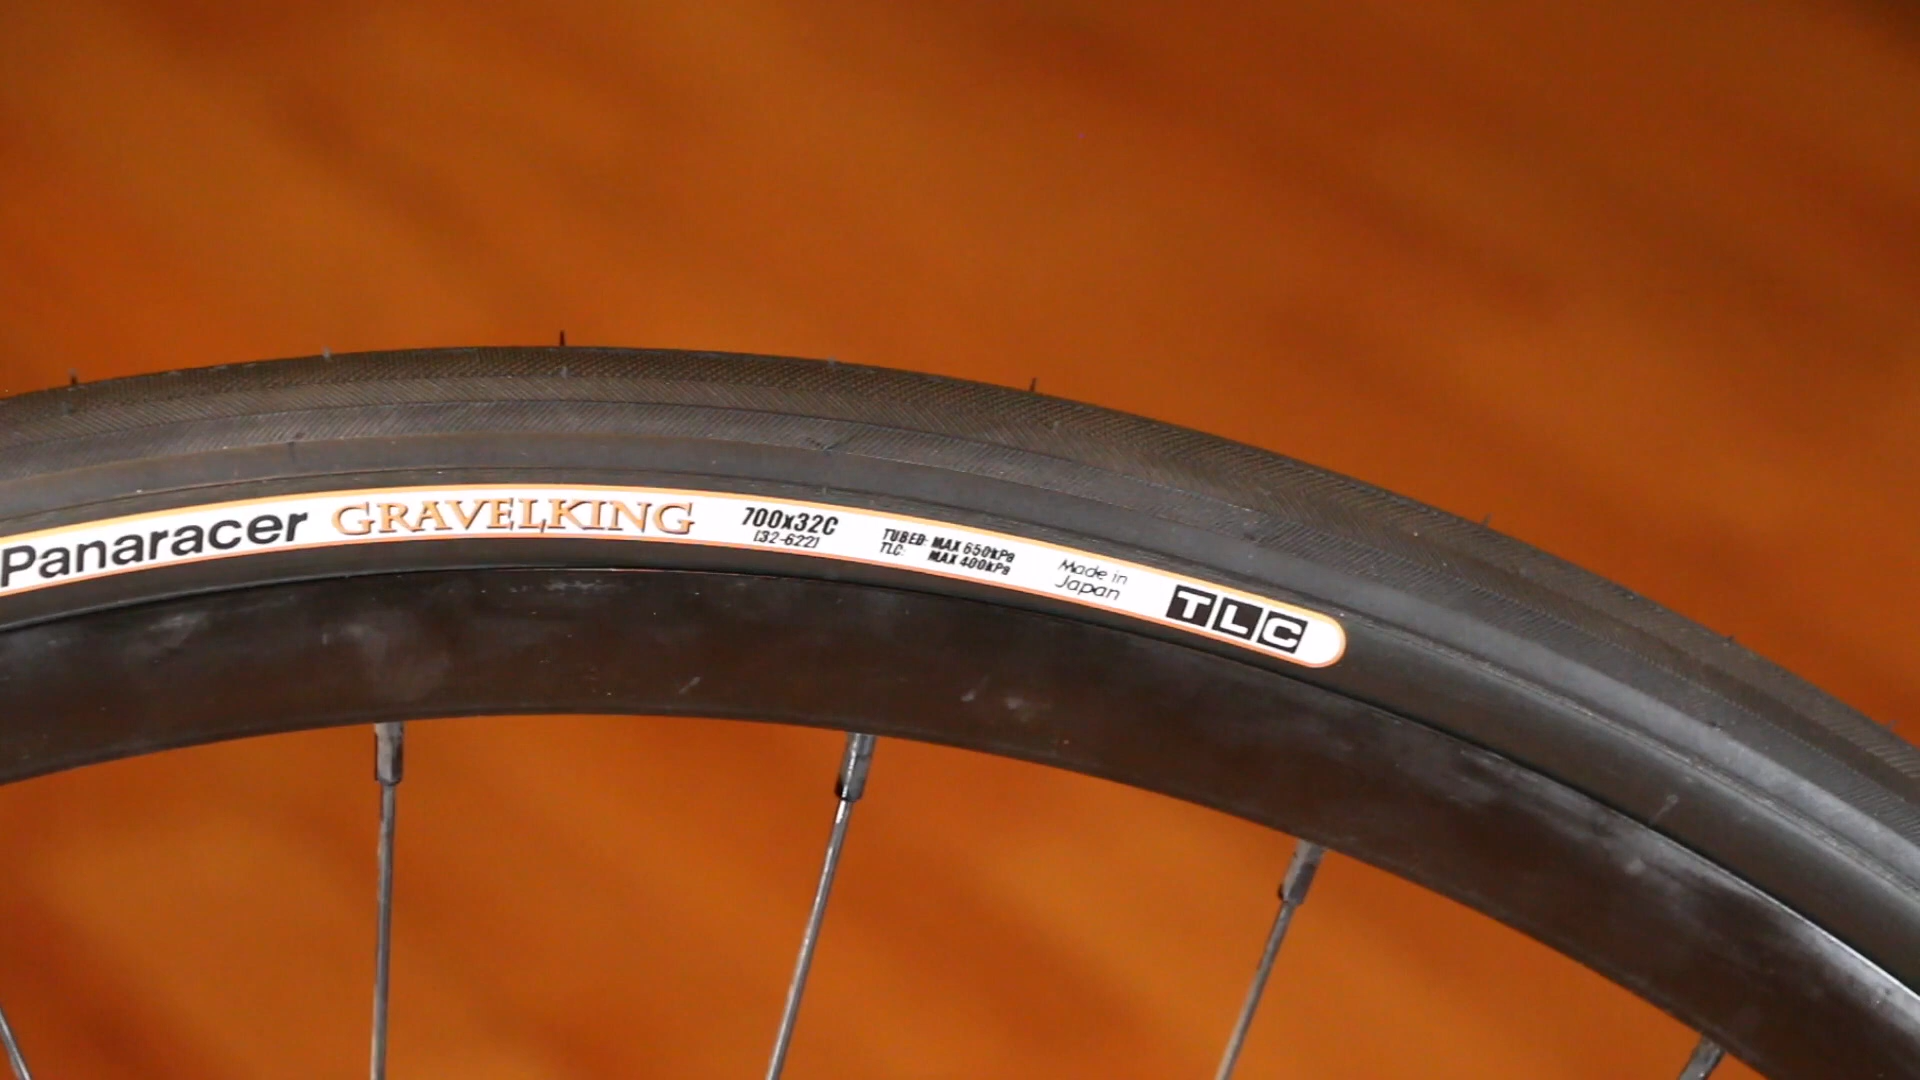 Panaracer GRAVELKING
700x32C
[32-622]
TUBED: MAX 650kPa
TLC: MAX 400kPa
Made in
Japan
TLC